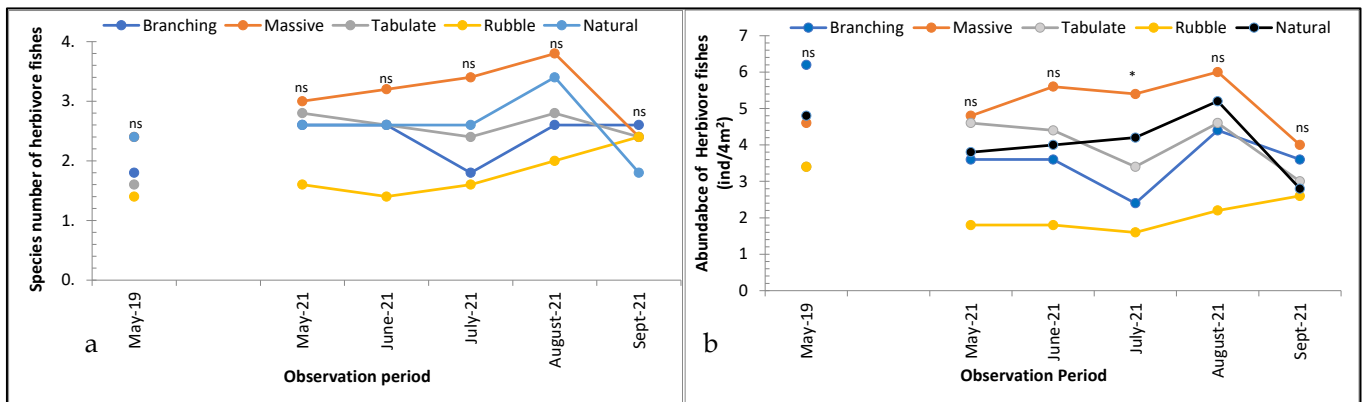 Branching Massive Tabulate Rubble Natural
Species number of herbivore fishes
4.
3.
2.
1.
0.
ns
ns
ns
ns
ns
ns
May-19
May-21
June-21
July-21
August-21
Sept-21
a
Observation period
Branching Massive Tabulate Rubble Natural
Abundabce of Herbivore fishes
(ind/4m²)
7
6
5
4
3
2
1
0
ns
ns
ns
*
ns
ns
May-19
May-21
June-21
July-21
August-21
Sept-21
b
Observation Period